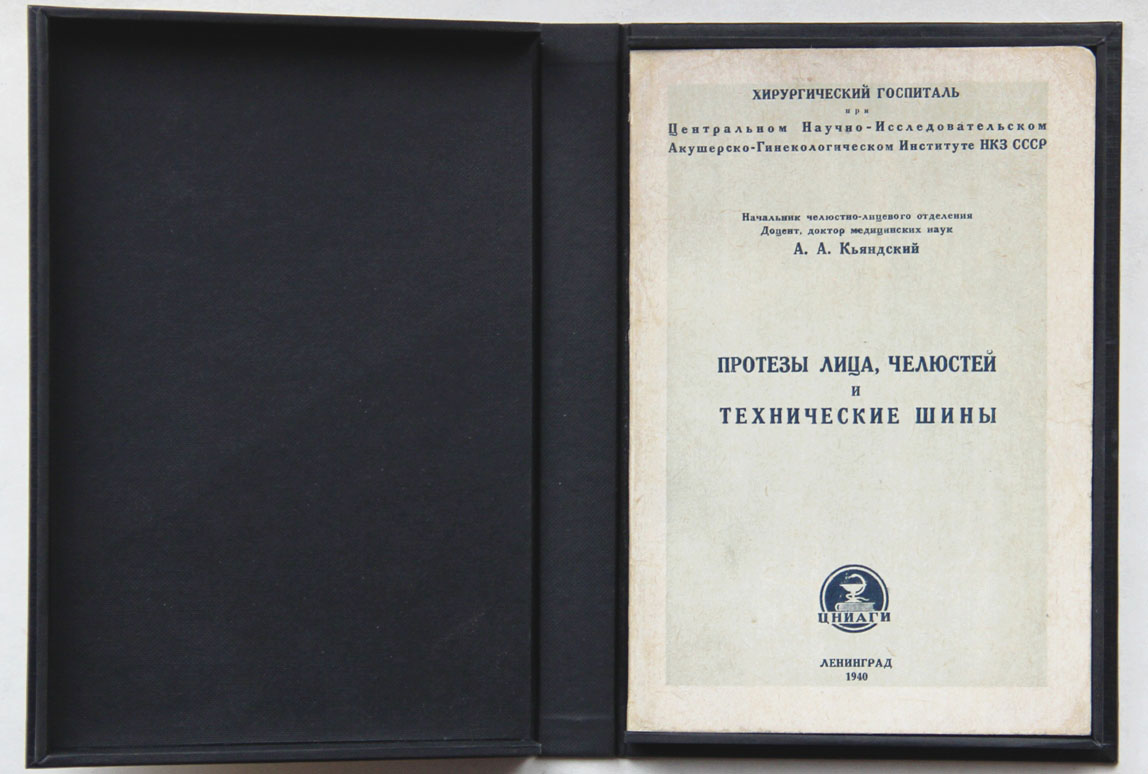 ХИРУРГИЧЕСКИЙ ГОСПИТАЛЬ
при
Центральном Научно-Исследовательском
Акушерско-Гинекологическом Институте НКЗ СССР
Начальник челюстно-лицевого отделения
Доцент, доктор медицинских наук
А. А. Кьяндский
ПРОТЕЗЫ ЛИЦА, ЧЕЛЮСТЕЙ
И
ТЕХНИЧЕСКИЕ ШИНЫ
ЦНИАГИ
ЛЕНИНГРАД
1940